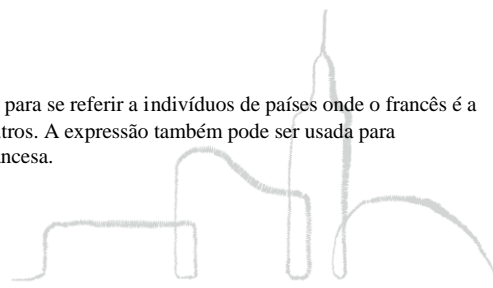 para se referir a indivíduos de países onde o francês é a
tros. A expressão também pode ser usada para
ncesa.